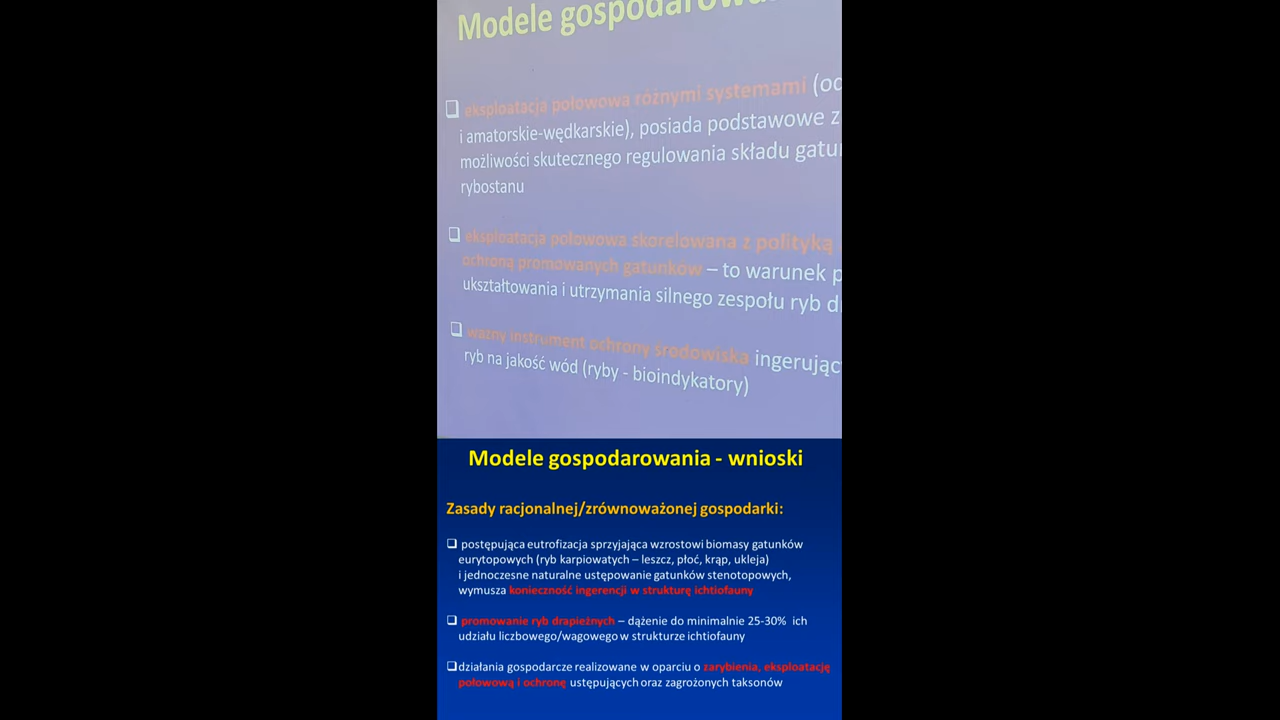 Modele gospodarowa
❑ eksploatacja połowowa różnymi systemami (oc
i amatorskie-wędkarskie), posiada podstawowe z
możliwości skutecznego regulowania składu gatu
rybostanu
❑ eksploatacja połowowa skorelowana z polityką
ochroną promowanych gatunków – to warunek p
ukształtowania i utrzymania silnego zespołu ryb d
❑ ważny instrument ochrony środowiska ingerując
ryb na jakość wód (ryby - bioindykatory)
Modele gospodarowania - wnioski
Zasady racjonalnej/zrównoważonej gospodarki:
❑ postępująca eutrofizacja sprzyjająca wzrostowi biomasy gatunków
eurytopowych (ryb karpiowatych – leszcz, płoć, krąp, ukleja)
i jednoczesne naturalne ustępowanie gatunków stenotopowych,
wymusza konieczność ingerencji w strukturę ichtiofauny
❑ promowanie ryb drapieżnych – dążenie do minimalnie 25-30% ich
udziału liczbowego/wagowego w strukturze ichtiofauny
❑ działania gospodarcze realizowane w oparciu o zarybienia, eksploatację
połowową i ochronę ustępujących oraz zagrożonych taksonów